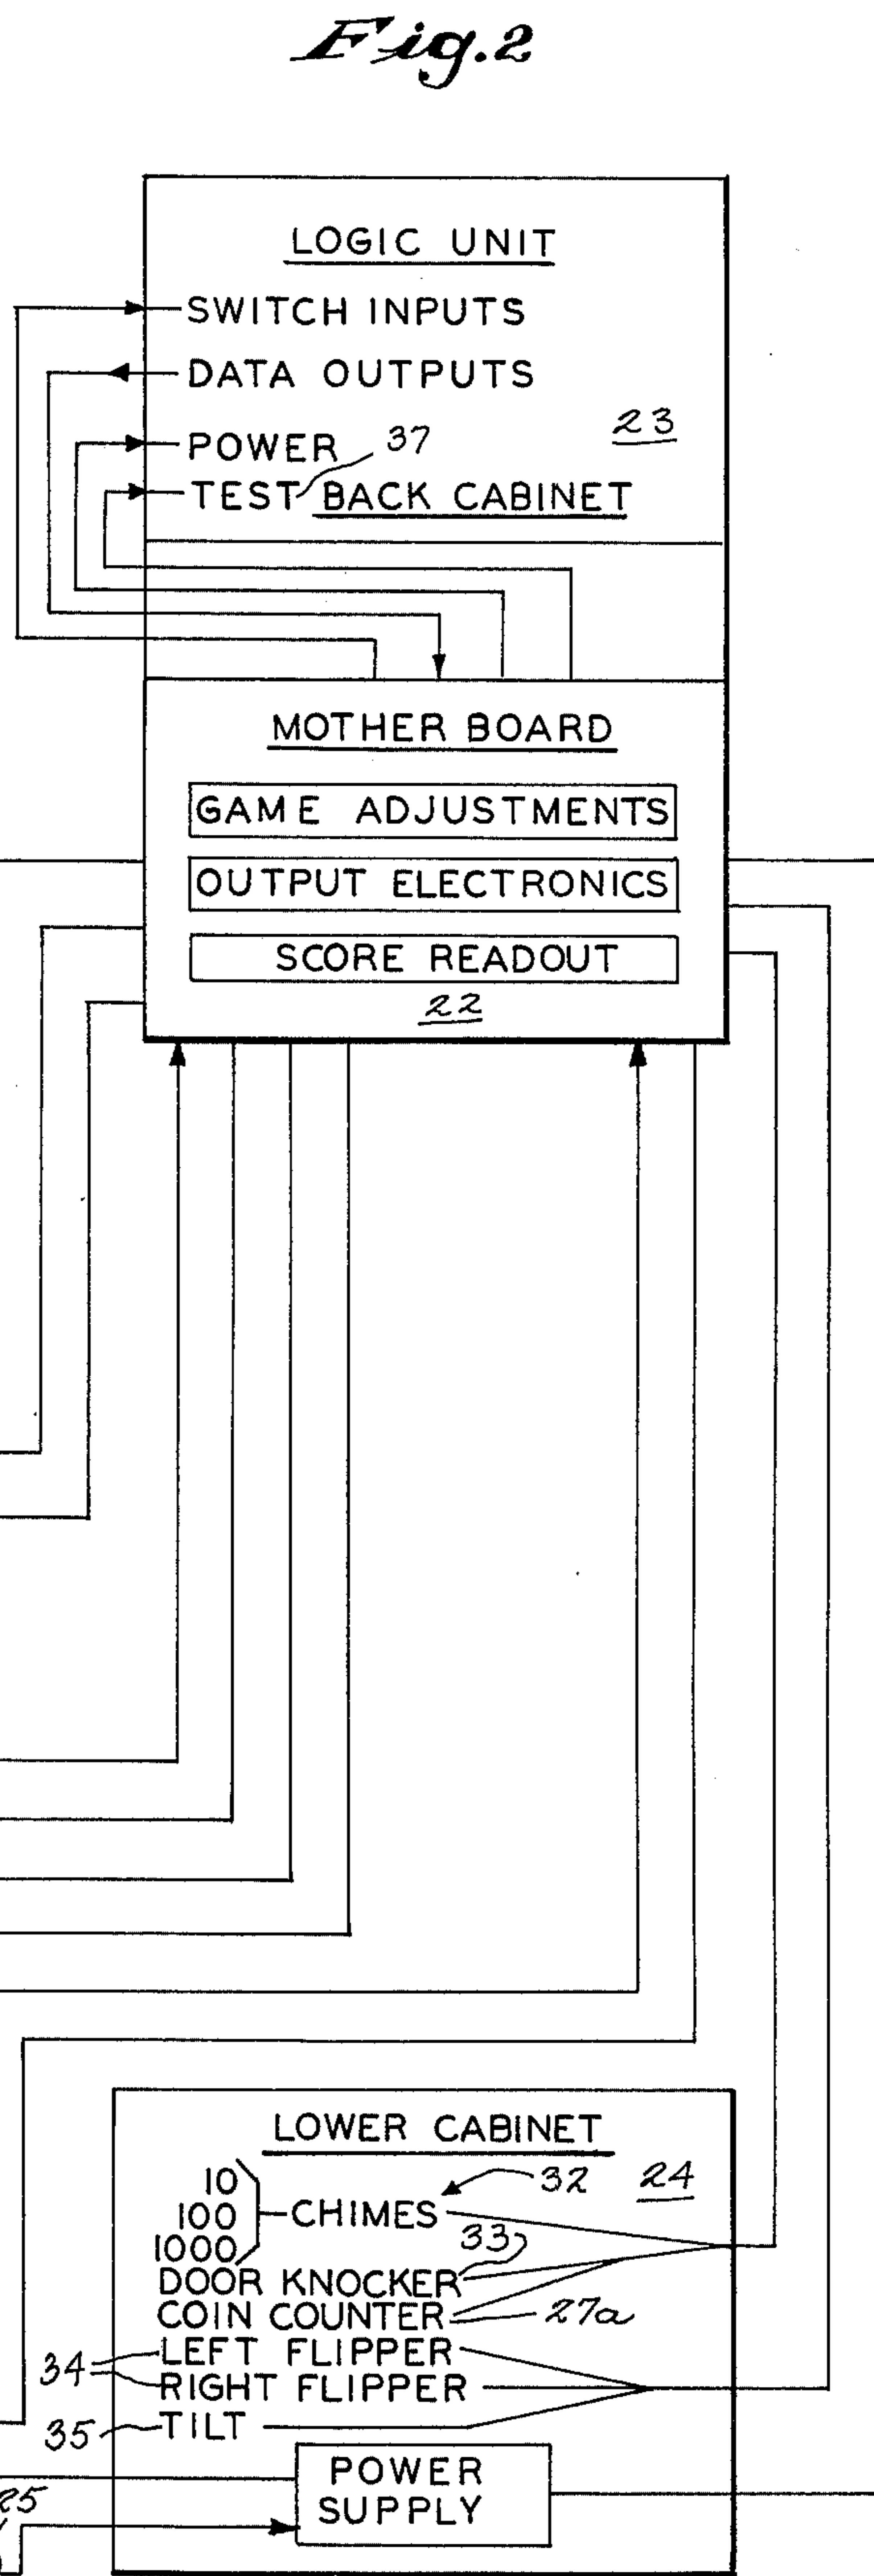 Fig.2
LOGIC UNIT
SWITCH INPUTS
DATA OUTPUTS
23
POWER 37
TEST BACK CABINET
MOTHER BOARD
GAME ADJUSTMENTS
OUTPUT ELECTRONICS
SCORE READOUT
22
LOWER CABINET
10
100
1000
CHIMES
32
24
33
DOOR KNOCKER
COIN COUNTER 27a
LEFT FLIPPER
34
RIGHT FLIPPER
35 TILT
POWER
SUPPLY
25